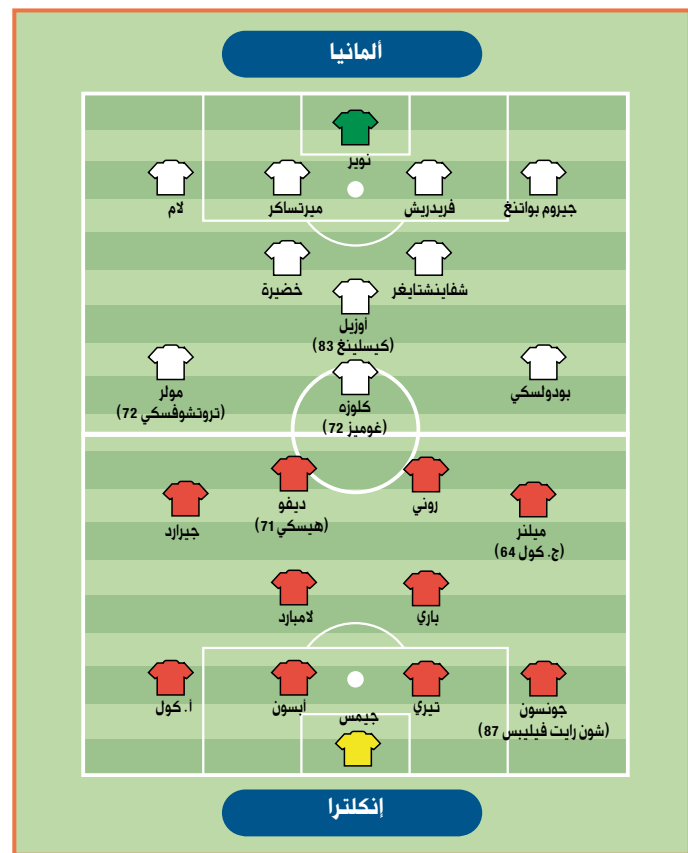 ألمانيا
نوير
جيروم بواتنغ
فريدريش
ميرتساكر
لام
شفاينشتايغر
خضيرة
أوزيل
(كيسلينغ 83)
بودولسكي
كلوزه
(غوميز 72)
مولر
(تروتشوفسكي 72)
ميلنر
(ج. كول 64)
روني
ديفو
(هيسكي 71)
جيرارد
باري
لامبارد
جونسون
(شون رايت فيليبس 87)
تيري
أبسون
أ. كول
جيمس
إنكلترا